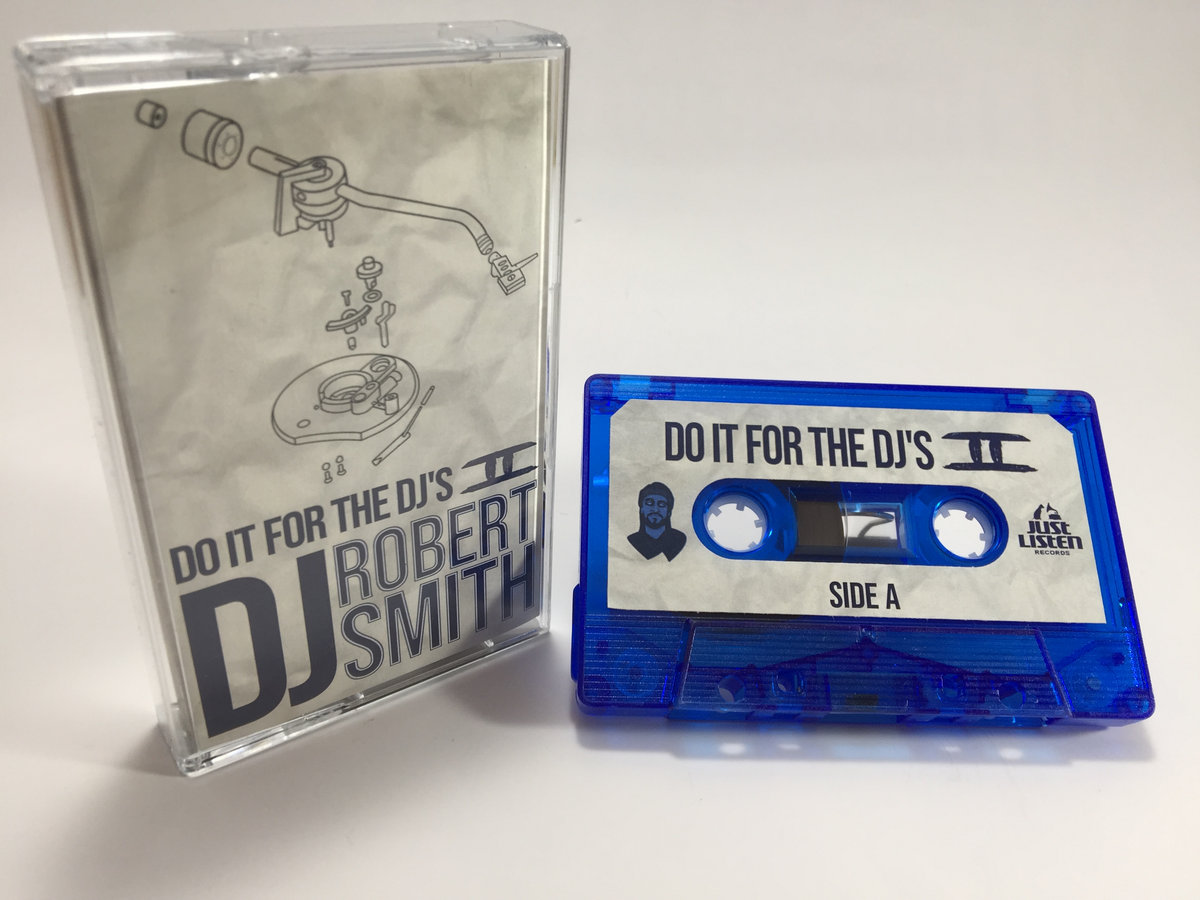 DO IT FOR THE DJ'S II
DJ ROBERT
SMITH
DO IT FOR THE DJ'S II
JUST
LISTEN
RECORDS
SIDE A